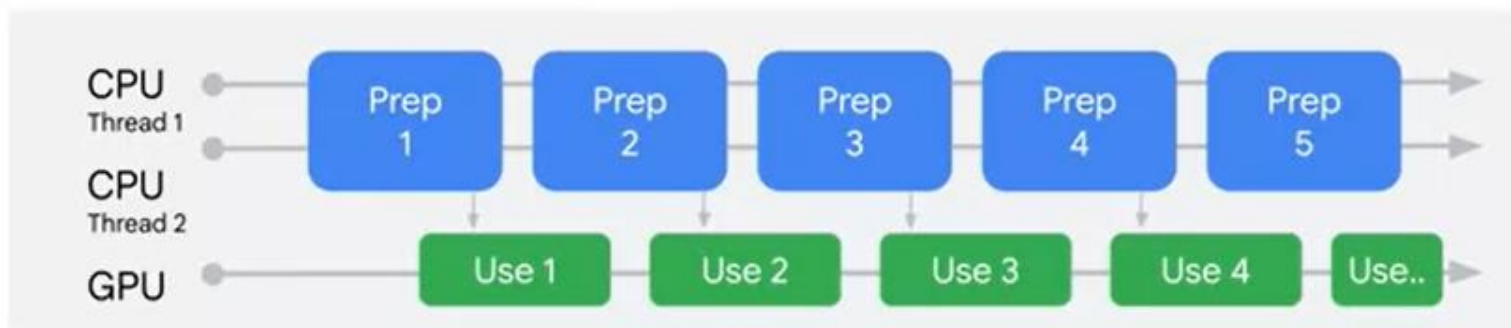 CPU
Thread 1
CPU
Thread 2
GPU
Prep
1
Prep
2
Prep
3
Prep
4
Prep
5
Use 1
Use 2
Use 3
Use 4
Use..